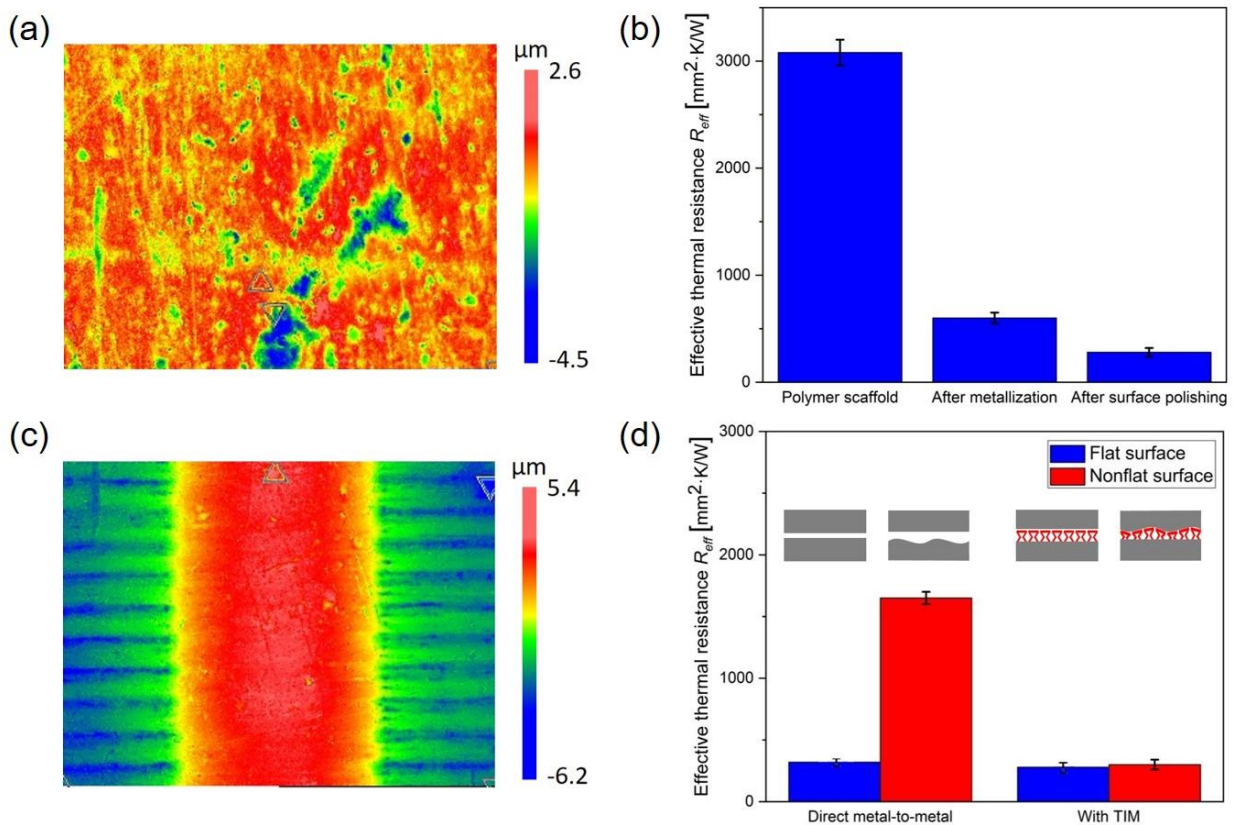 (a)
µm
2.6
-4.5
(b)
Effective thermal resistance Reff [mm²·K/W]
3000
2000
1000
0
Polymer scaffold
After metallization
After surface polishing
(c)
µm
5.4
-6.2
(d)
Effective thermal resistance Reff [mm²·K/W]
3000
2000
1000
0
Flat surface
Nonflat surface
Direct metal-to-metal
With TIM